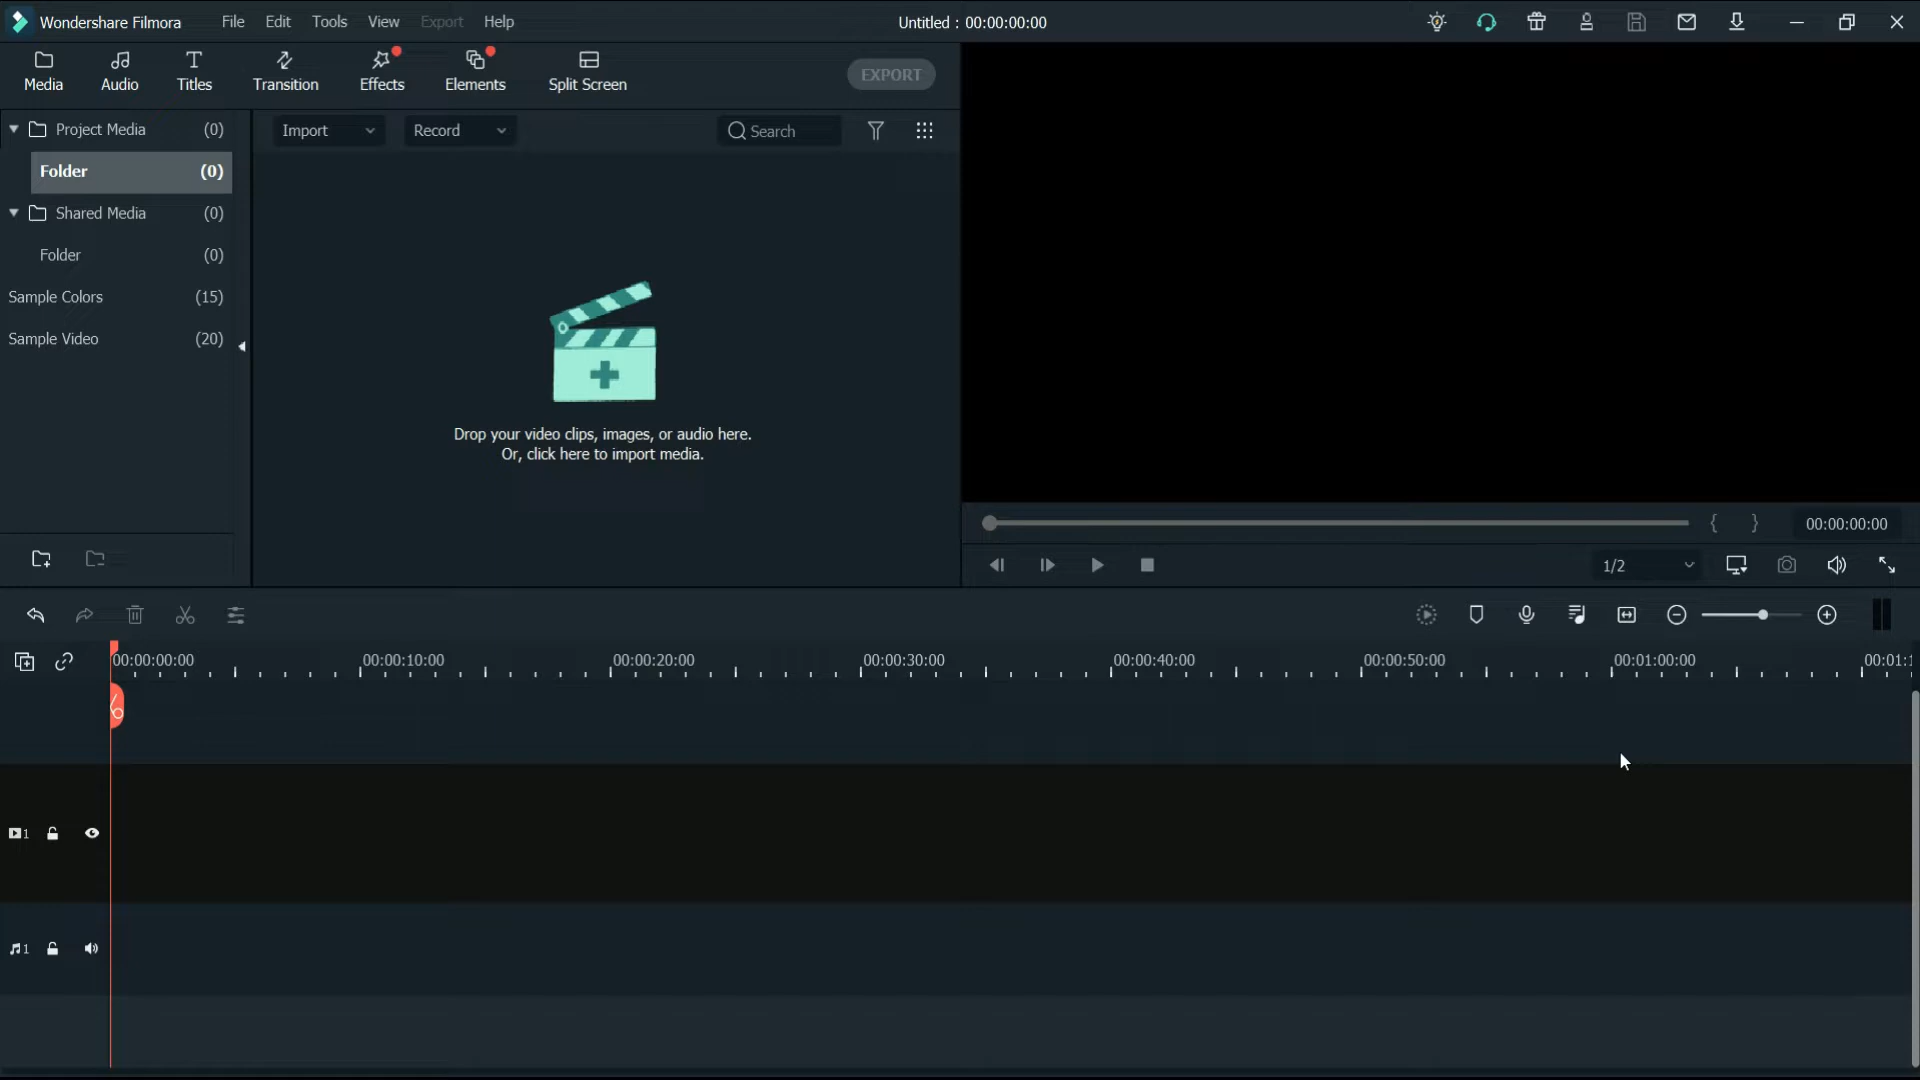 Wondershare Filmora File Edit Tools View Export Help Untitled : 00:00:00:00
Media Audio Titles Transition Effects Elements Split Screen EXPORT
Project Media (0)
Import Record Search
Folder (0)
Shared Media (0)
Folder (0)
Sample Colors (15)
Sample Video (20)
Drop your video clips, images, or audio here.
Or, click here to import media.
{ } 00:00:00:00
1/2
00:00:00:00 00:00:10:00 00:00:20:00 00:00:30:00 00:00:40:00 00:00:50:00 00:01:00:00 00:01:1
1
1